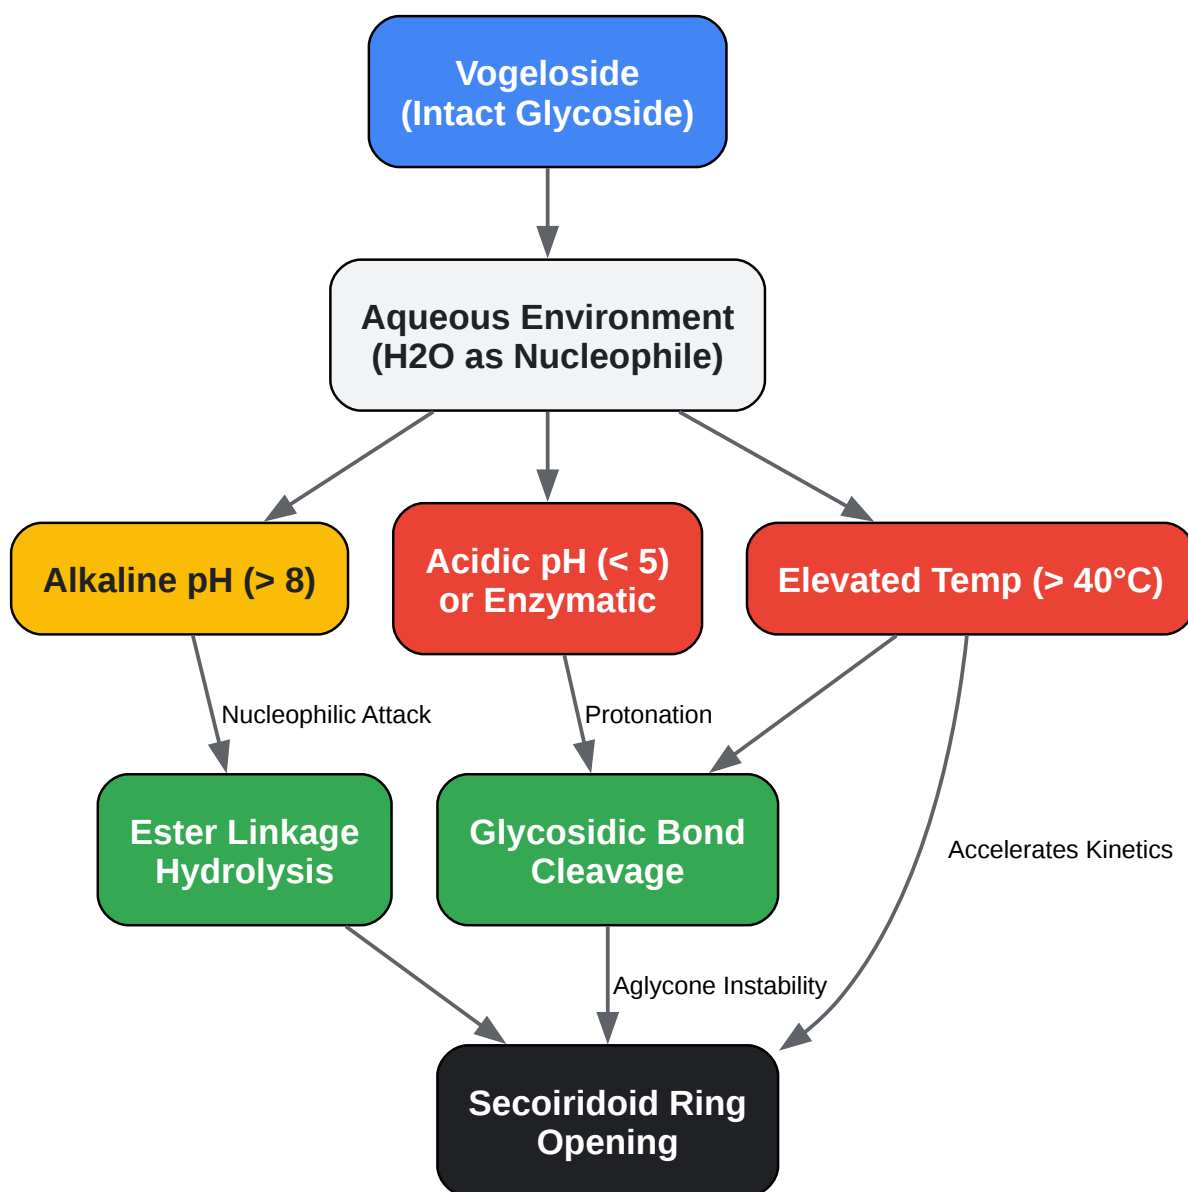 Vogeloside
(Intact Glycoside)
Aqueous Environment
(H2O as Nucleophile)
Alkaline pH (> 8)
Acidic pH (< 5)
or Enzymatic
Elevated Temp (> 40°C)
Nucleophilic Attack
Protonation
Ester Linkage
Hydrolysis
Glycosidic Bond
Cleavage
Accelerates Kinetics
Aglycone Instability
Secoiridoid Ring
Opening